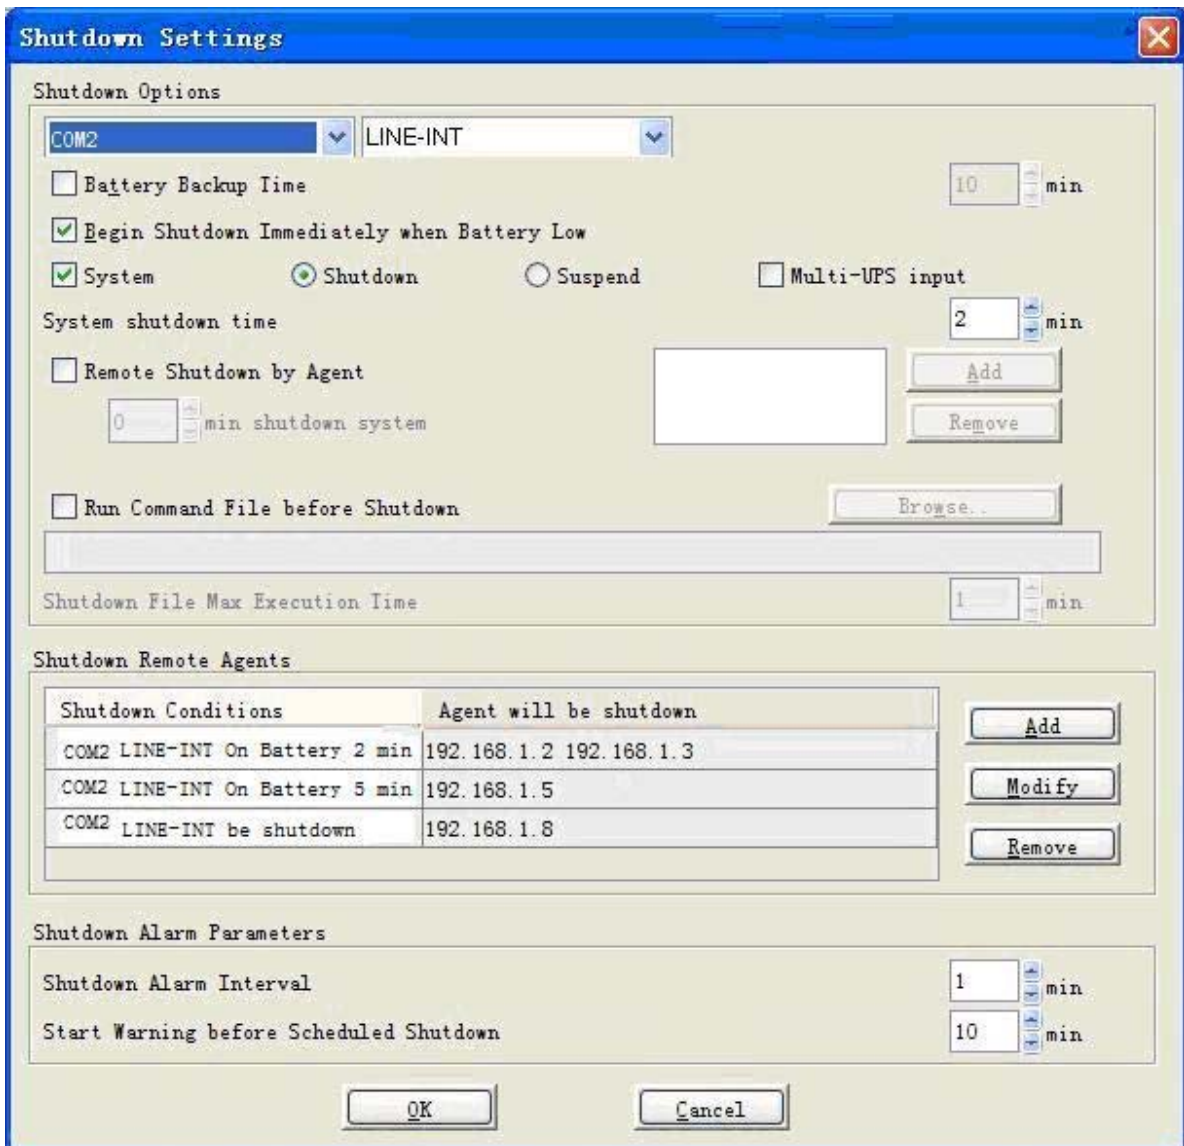 Shutdown Settings
Shutdown Options
COM2 LINE-INT
Battery Backup Time 10 min
Begin Shutdown Immediately when Battery Low
System Shutdown Suspend Multi-UPS input
System shutdown time 2 min
Remote Shutdown by Agent Add
0 min shutdown system Remove
Run Command File before Shutdown Browse..
Shutdown File Max Execution Time 1 min
Shutdown Remote Agents
Shutdown Conditions Agent will be shutdown
COM2 LINE-INT On Battery 2 min 192.168.1.2 192.168.1.3
COM2 LINE-INT On Battery 5 min 192.168.1.5
COM2 LINE-INT be shutdown 192.168.1.8
Add
Modify
Remove
Shutdown Alarm Parameters
Shutdown Alarm Interval 1 min
Start Warning before Scheduled Shutdown 10 min
OK Cancel